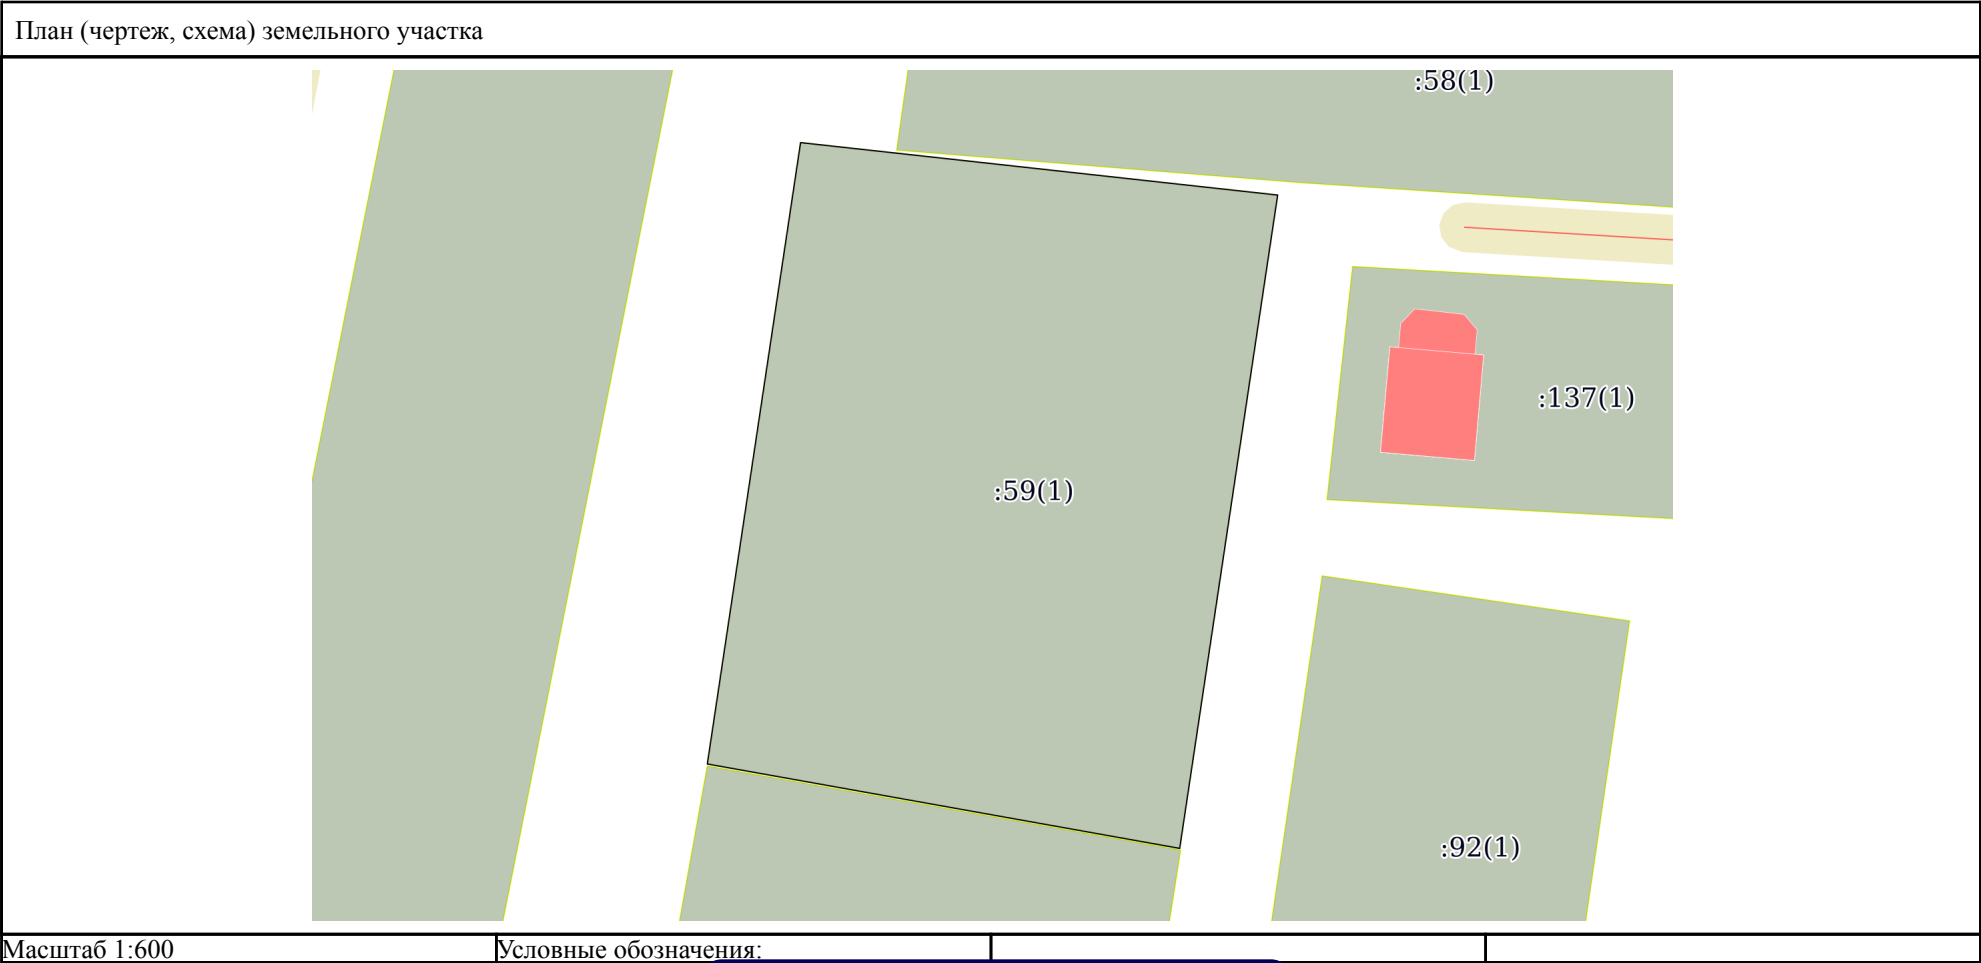 План (чертеж, схема) земельного участка
:58(1)
:137(1)
:59(1)
:92(1)
Масштаб 1:600
Условные обозначения: